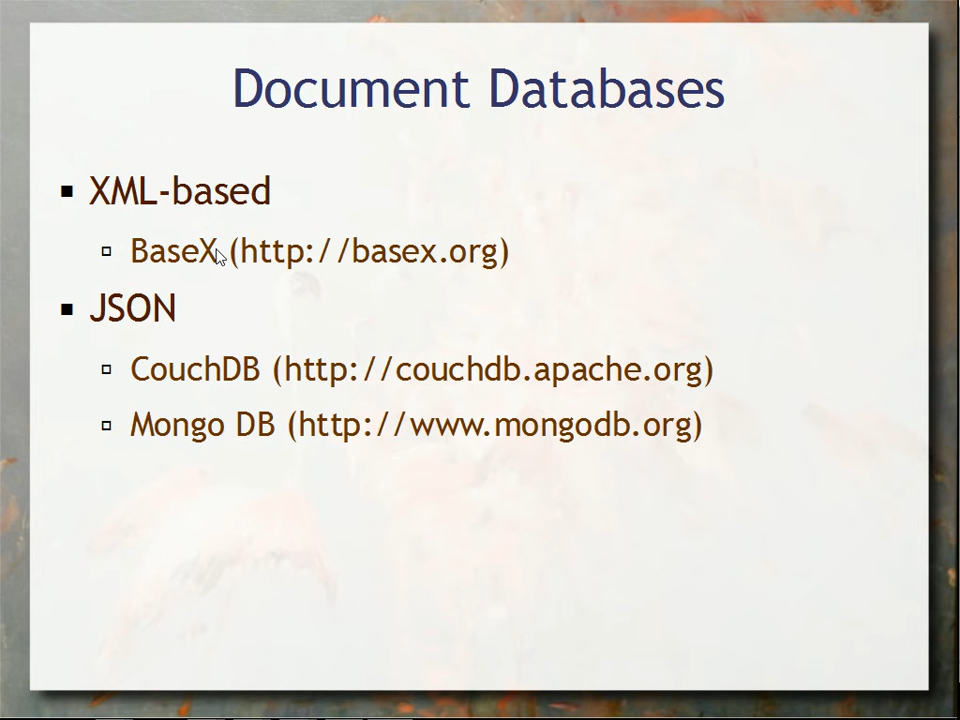 Document Databases
XML-based
BaseX (http://basex.org)
JSON
CouchDB (http://couchdb.apache.org)
Mongo DB (http://www.mongodb.org)